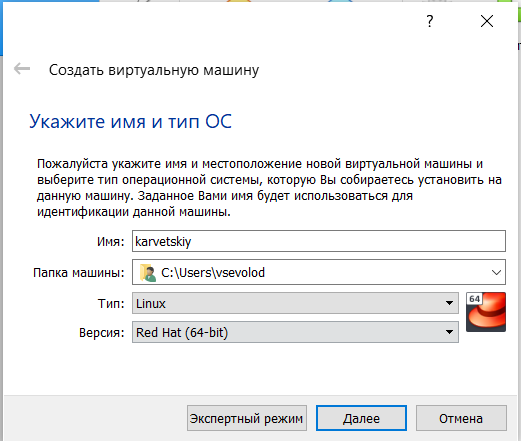 ?
Создать виртуальную машину
Укажите имя и тип ОС
Пожалуйста укажите имя и местоположение новой виртуальной машины и
выберите тип операционной системы, которую Вы собираетесь установить на
данную машину. Заданное Вами имя будет использоваться для
идентификации данной машины.
Имя: karvetskiy
Папка машины: C:\Users\vsevolod
Тип: Linux
64
Версия: Red Hat (64-bit)
Экспертный режим Далее Отмена